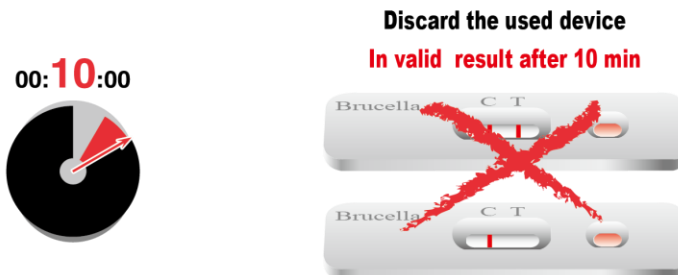 Discard the used device
In valid result after 10 min
00:10:00
Brucella C T
Brucella C T